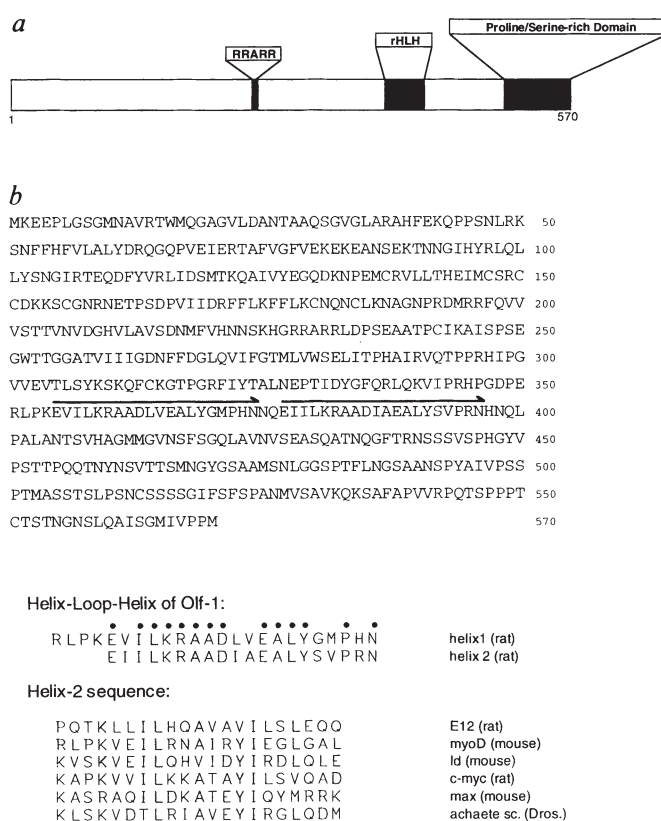 a
RRARR
rHLH
Proline/Serine-rich Domain
1
570
b
MKEEPLGSGMNAVRTWMQGAGVLDANTAAQSGVGLARAHFEKQPPSNLRK 50
SNFFHFVLALYDRQGQPVEIERTAFVGFVEKEKEANSEKTNNGIHYRLQL 100
LYSNGIRTEQDFYVRLIDSMTKQAIVYEGQDKNPEMCRVLLTHEIMCSRC 150
CDKKSCGNRNETPSDPVIIDRFFLKFFLKCNQNCLKNAGNPRDMRRFQVV 200
VSTTVNVDGHVLAVSDNMFVHNNSKHGRRARRLDPSEAATPCIKAISPSE 250
GWTTGGATVIIIGDNFFDGLQVIFGTMLVWSELITPHAIRVQTPPRHIPG 300
VVEVTLSYKSKQFCKGTPGRFIYTALNEPTIDYGFQRLQKVIPRHPGDPE 350
RLPKEVILKRAADLVEALYGMPHNNQEIILKRAADIAEALYSVPRNHNQL 400
PALANTSVHAGMMGVNSFSGQLAVNVSEASQATNQGFTRNSSSVSPHGYV 450
PSTTPQQTNYNSVTTSMNGYGSAAMSNLGGSPTFLNGSAANSPYAIVPSS 500
PTMASSTSLPSNCSSSSGIFSFSPANMVSAVKQKSAFAPVVRPQTSPPPT 550
CTSTNGNSLQAISGMIVPPM 570
Helix-Loop-Helix of Olf-1:
RLPKEVILKRAADLVEALYGMPHN helix1 (rat)
EIILKRAADIAEALYSVPRN helix 2 (rat)
Helix-2 sequence:
PQTKLLILHQAVAVILSLEQQ E12 (rat)
RLPKVEILRNAIRYIEGLGAL myoD (mouse)
KVSKVEILQHVIDYIRDLQLE Id (mouse)
KAPKVVILKKATAYILSVQAD c-myc (rat)
KASRAQILDKATEYIQYMRRK max (mouse)
KLSKVDTLRIAVEYIRGLQDM achaete sc. (Dros.)